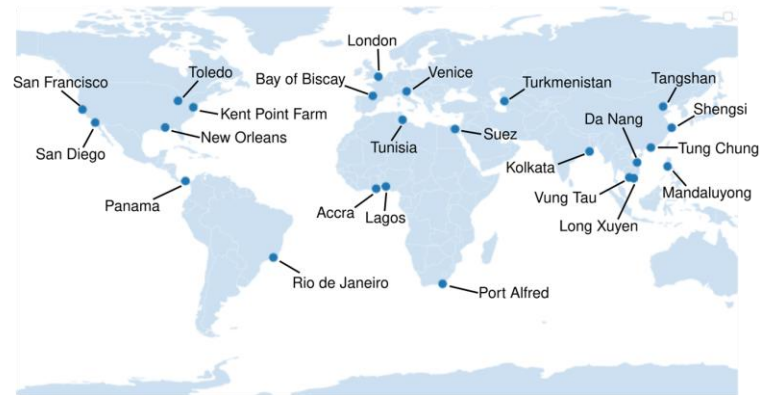 London
San Francisco
Toledo
Bay of Biscay
Venice
Turkmenistan
Tangshan
Kent Point Farm
Shengsi
Da Nang
New Orleans
Suez
San Diego
Tunisia
Tung Chung
Kolkata
Panama
Accra
Lagos
Vung Tau
Mandaluyong
Long Xuyen
Rio de Janeiro
Port Alfred